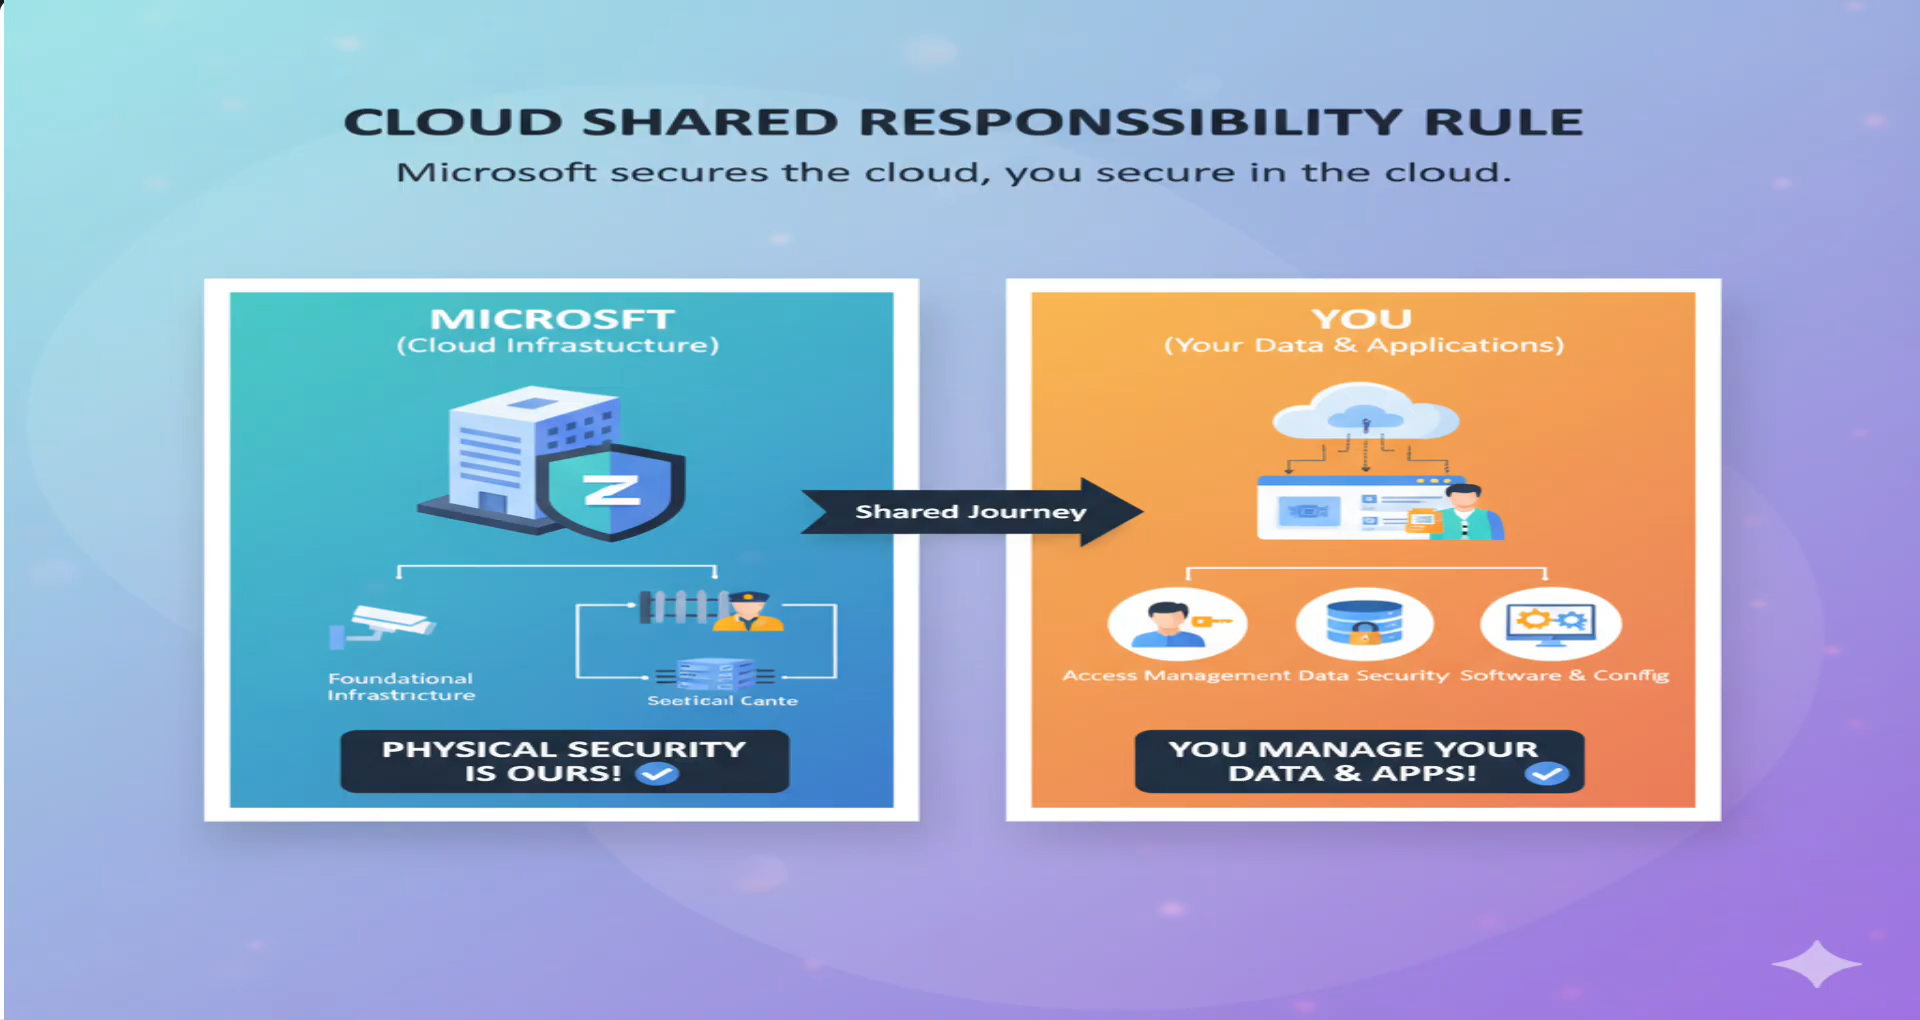 CLOUD SHARED RESPONSSIBILITY RULE
Microsoft secures the cloud, you secure in the cloud.
MICROSFT
(Cloud Infrastucture)
Z
Foundational
Infrastricture
Seeticail Cante
PHYSICAL SECURITY
IS OURS!
Shared Journey
YOU
(Your Data & Applications)
Access Management Data Security Software & Config
YOU MANAGE YOUR
DATA & APPS!